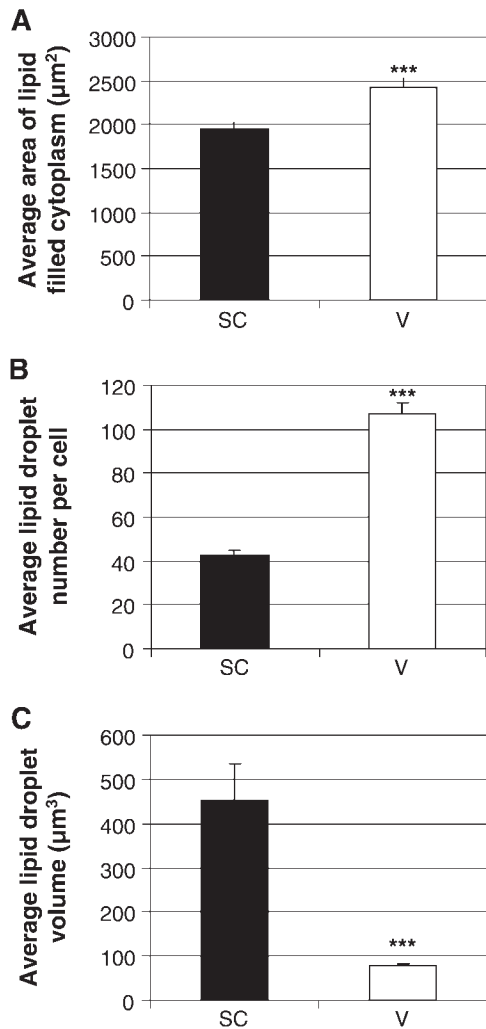 A
Average area of lipid
filled cytoplasm (μm²)
3000
2500
2000
1500
1000
500
0
***
SC V
B
Average lipid droplet
number per cell
120
100
80
60
40
20
0
***
SC V
C
Average lipid droplet
volume (μm³)
600
500
400
300
200
100
0
***
SC V